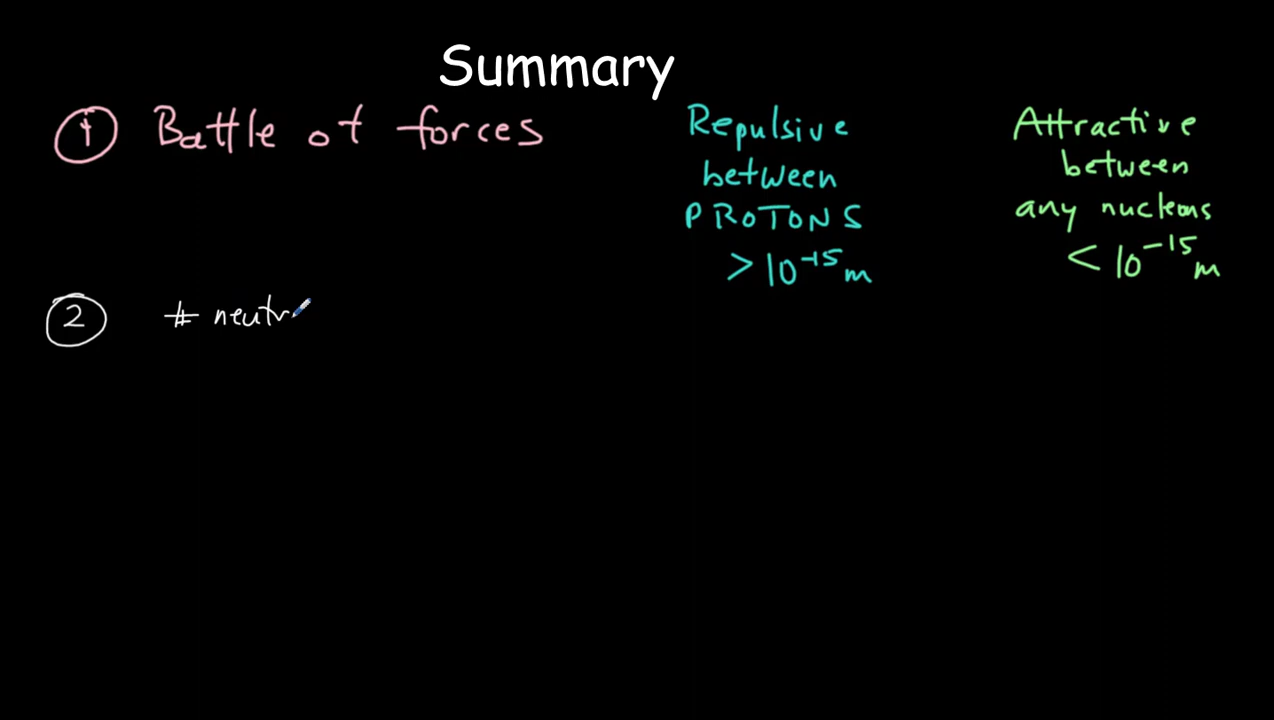 Summary
① Battle of forces
Repulsive
between
PROTONS
> 10⁻¹⁵ m
Attractive
between
any nucleons
< 10⁻¹⁵ m
② # neutr